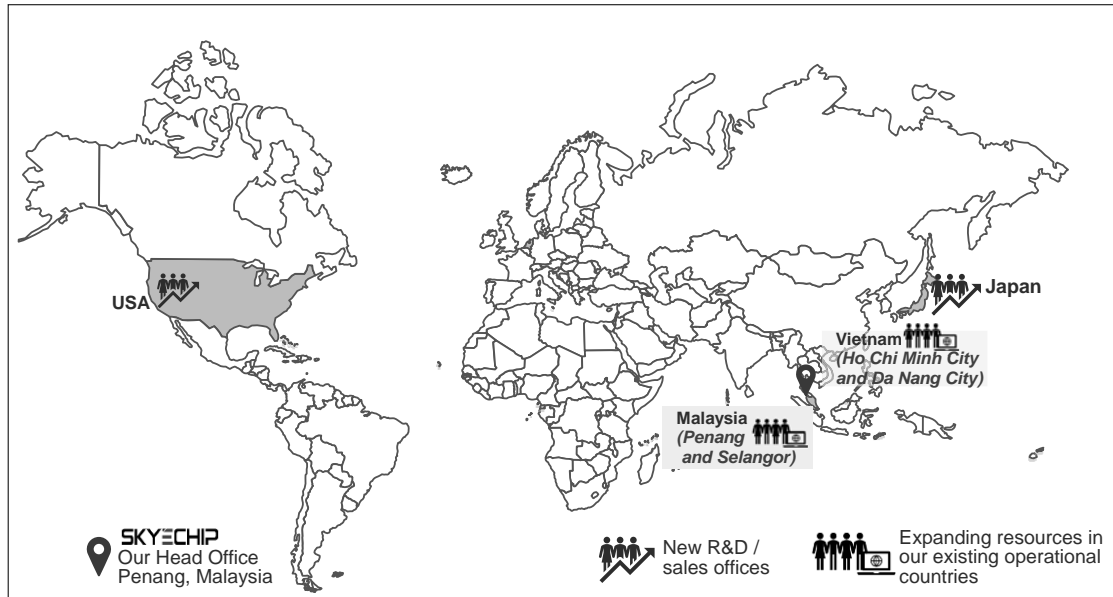 USA
Japan
Vietnam
(Ho Chi Minh City
and Da Nang City)
Malaysia
(Penang
and Selangor)
SKYECHIP
Our Head Office
Penang, Malaysia
New R&D /
sales offices
Expanding resources in
our existing operational
countries